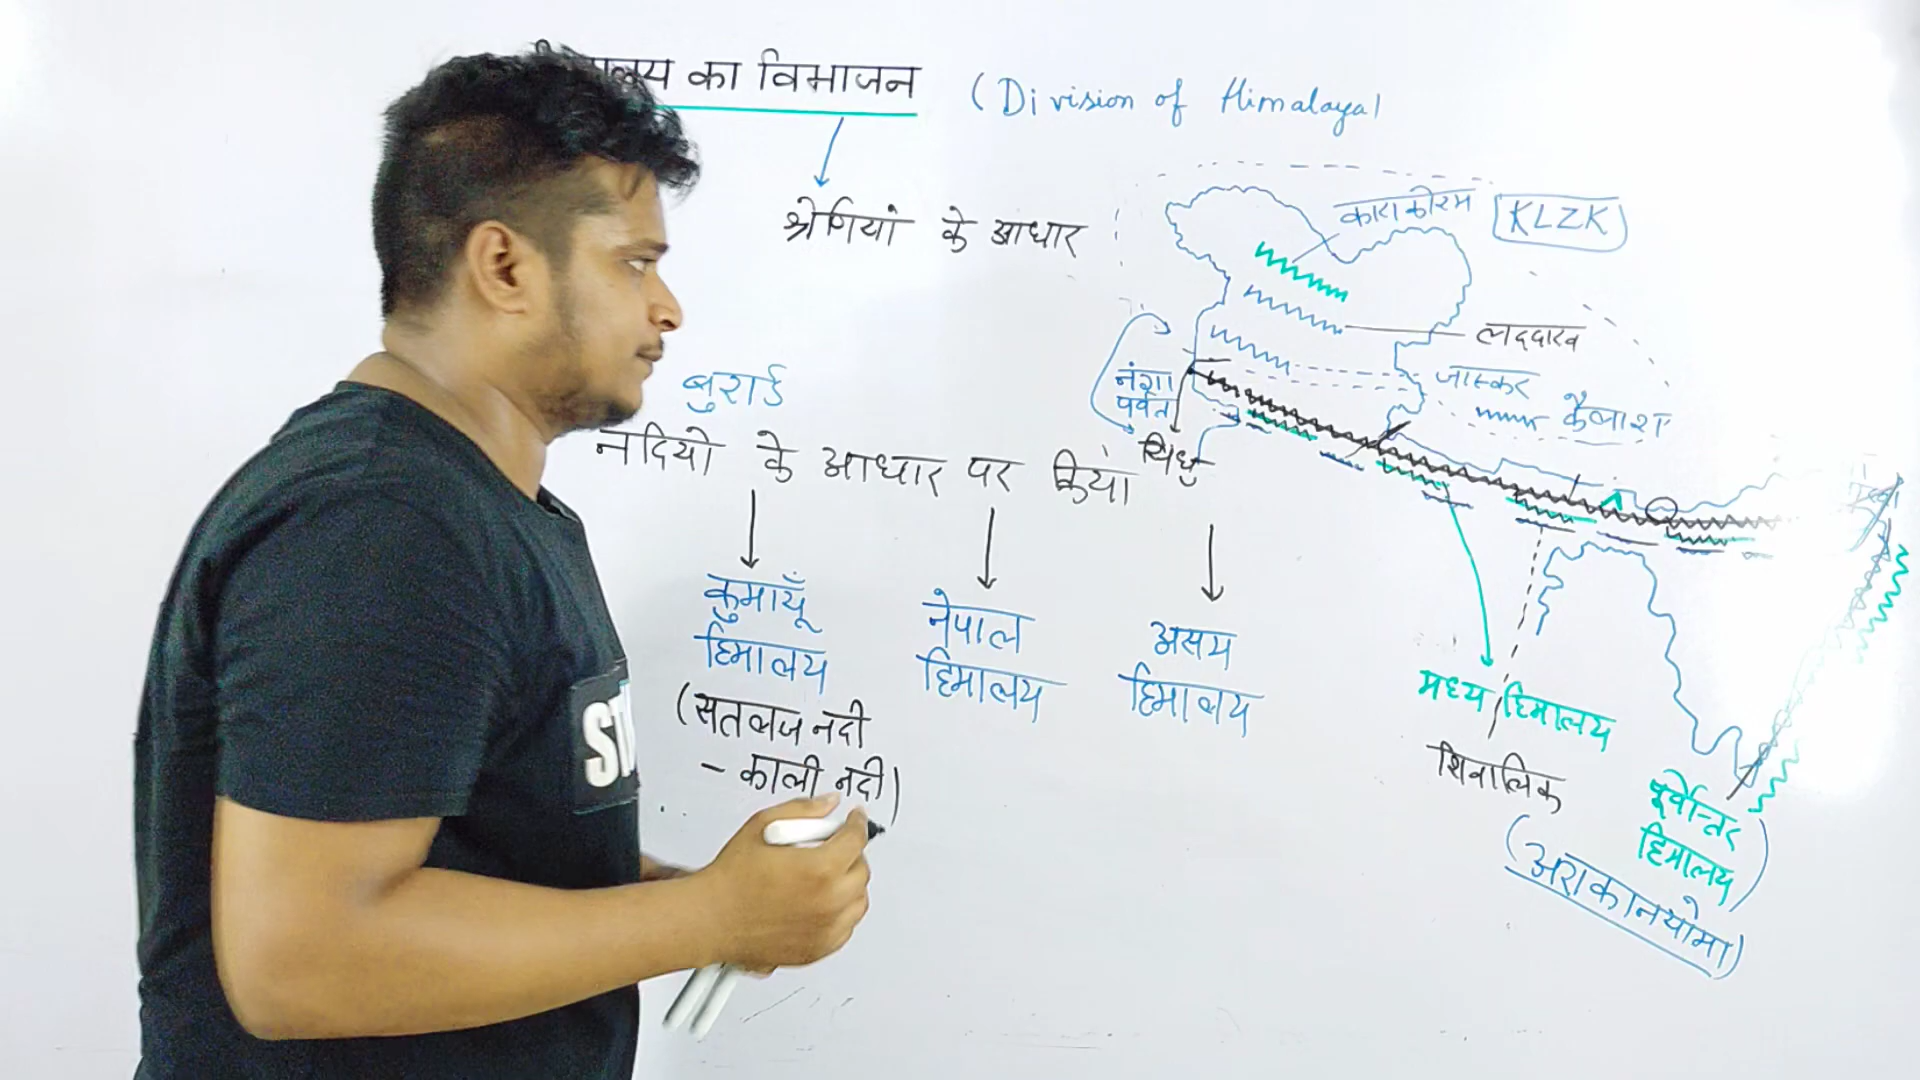 का विभाजन (Division of Himalaya)
श्रेणियां के आधार
काराकोरम
KLZK
लद्दाख
जास्कर
कैलाश
नंगा
पर्वत
सिंधु
बुरार्ड
नदियो के आधार पर किया
कुमायूँ
हिमालय
(सतलज नदी
- काली नदी)
नेपाल
हिमालय
असम
हिमालय
मध्य हिमालय
शिवालिक
पूर्वोत्तर
हिमालय
(अराकानयोमा)